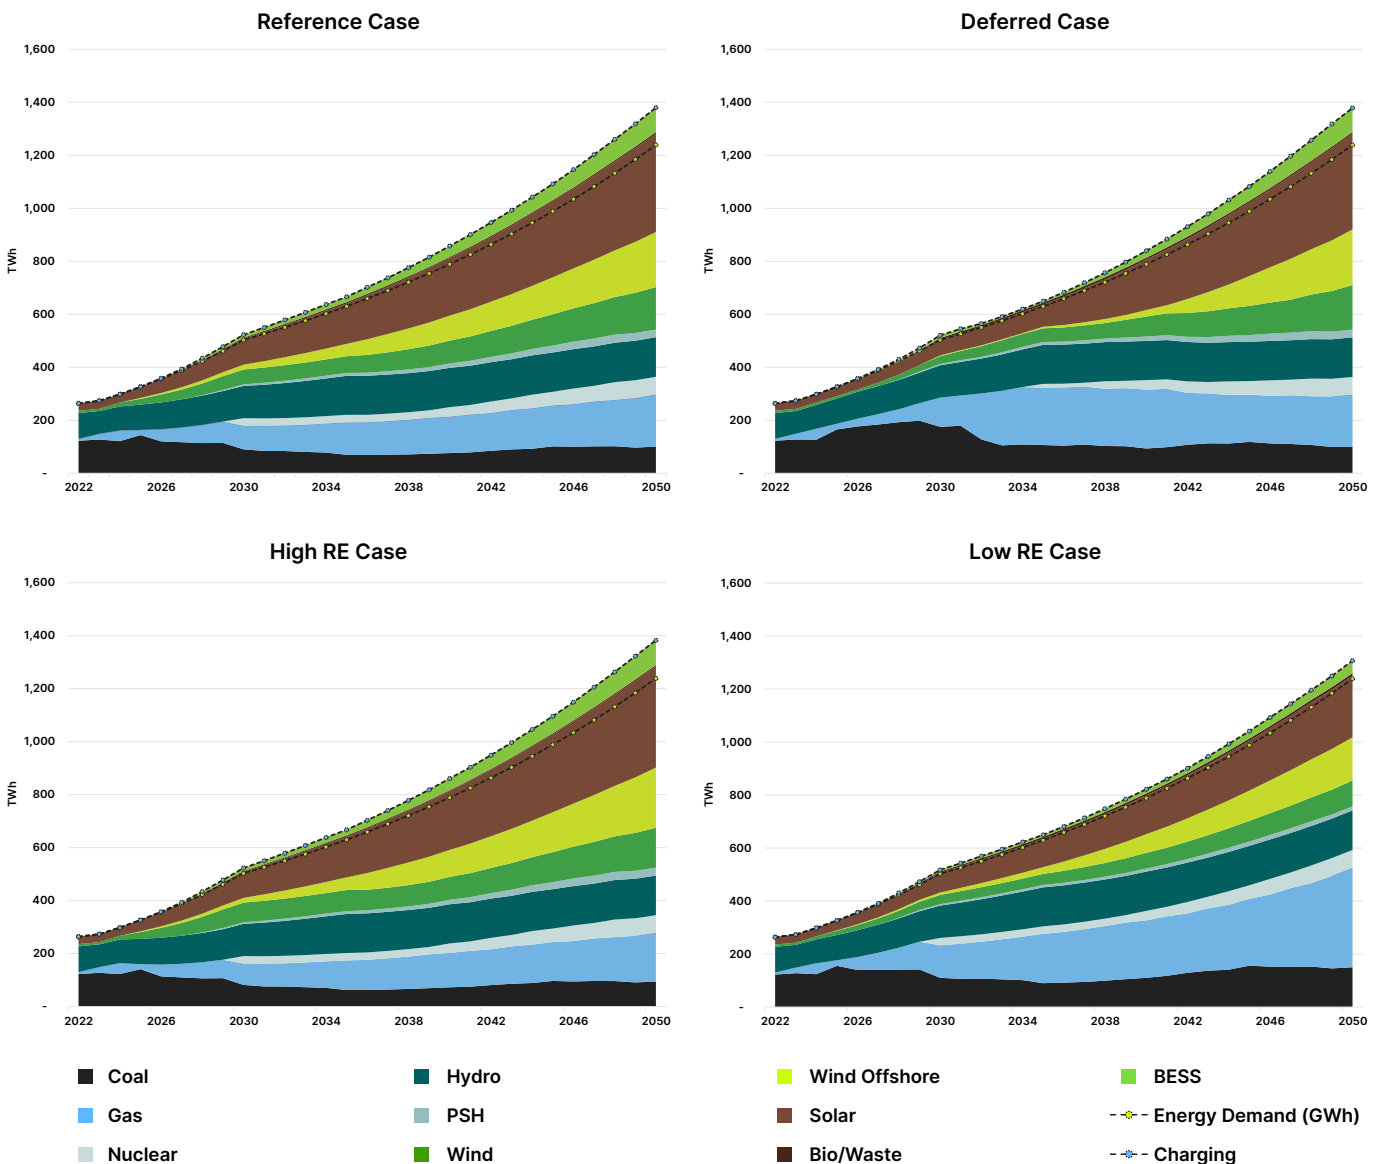 Reference Case
Deferred Case
1,600
1,400
1,200
1,000
800
600
400
200
-
TWh
2022 2026 2030 2034 2038 2042 2046 2050
1,600
1,400
1,200
1,000
800
600
400
200
-
TWh
2022 2026 2030 2034 2038 2042 2046 2050
High RE Case
Low RE Case
1,600
1,400
1,200
1,000
800
600
400
200
-
TWh
2022 2026 2030 2034 2038 2042 2046 2050
1,600
1,400
1,200
1,000
800
600
400
200
-
TWh
2022 2026 2030 2034 2038 2042 2046 2050
Coal
Hydro
Wind Offshore
BESS
Gas
PSH
Solar
Energy Demand (GWh)
Nuclear
Wind
Bio/Waste
Charging